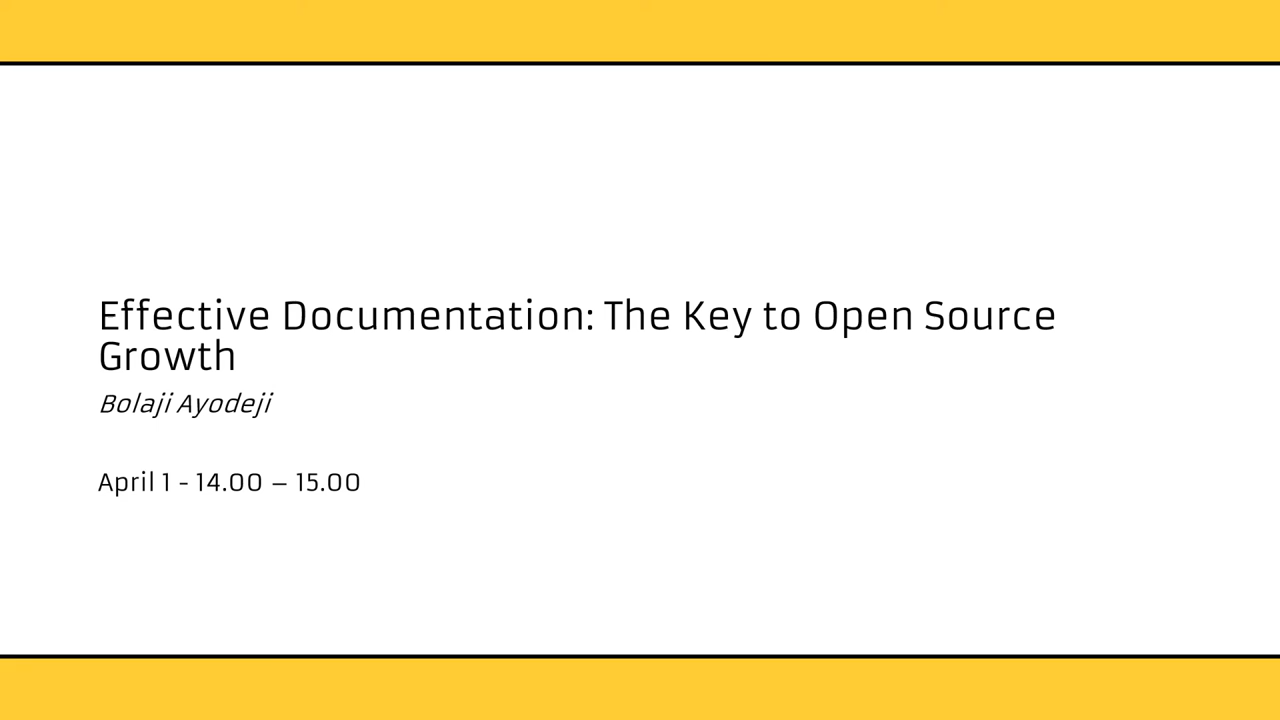 Effective Documentation: The Key to Open Source
Growth
Bolaji Ayodeji
April 1 - 14.00 – 15.00